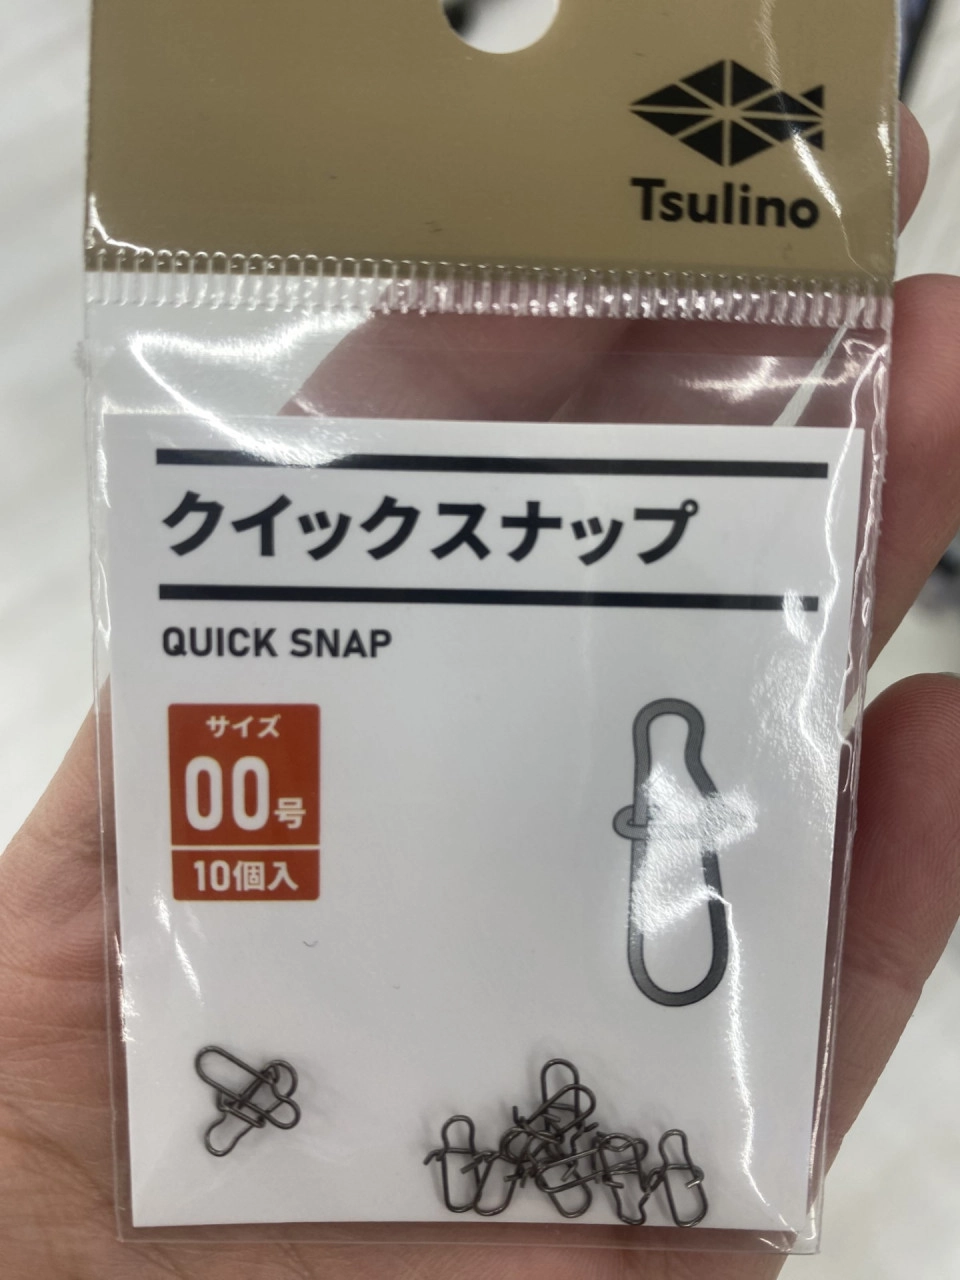 Tsulino
クイックスナップ
QUICK SNAP
サイズ
00号
10個入